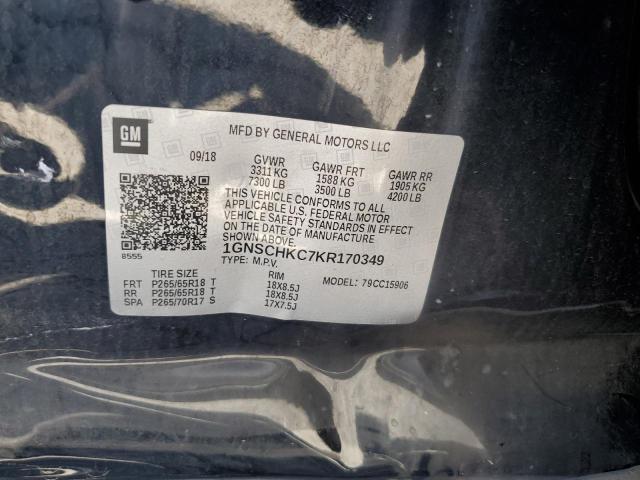 GM
MFD BY GENERAL MOTORS LLC
09/18
GVWR GAWR FRT GAWR RR
3311 KG 1588 KG 1905 KG
7300 LB 3500 LB 4200 LB
THIS VEHICLE CONFORMS TO ALL
APPLICABLE U.S. FEDERAL MOTOR
VEHICLE SAFETY STANDARDS IN EFFECT
ON THE DATE OF MANUFACTURE
SHOWN ABOVE.
8555
1GNSCHKC7KR170349
TYPE: M.P.V.
MODEL: 79CC15906
TIRE SIZE RIM
FRT P265/65R18 T 18X8.5J
RR P265/65R18 T 18X8.5J
SPA P265/70R17 S 17X7.5J